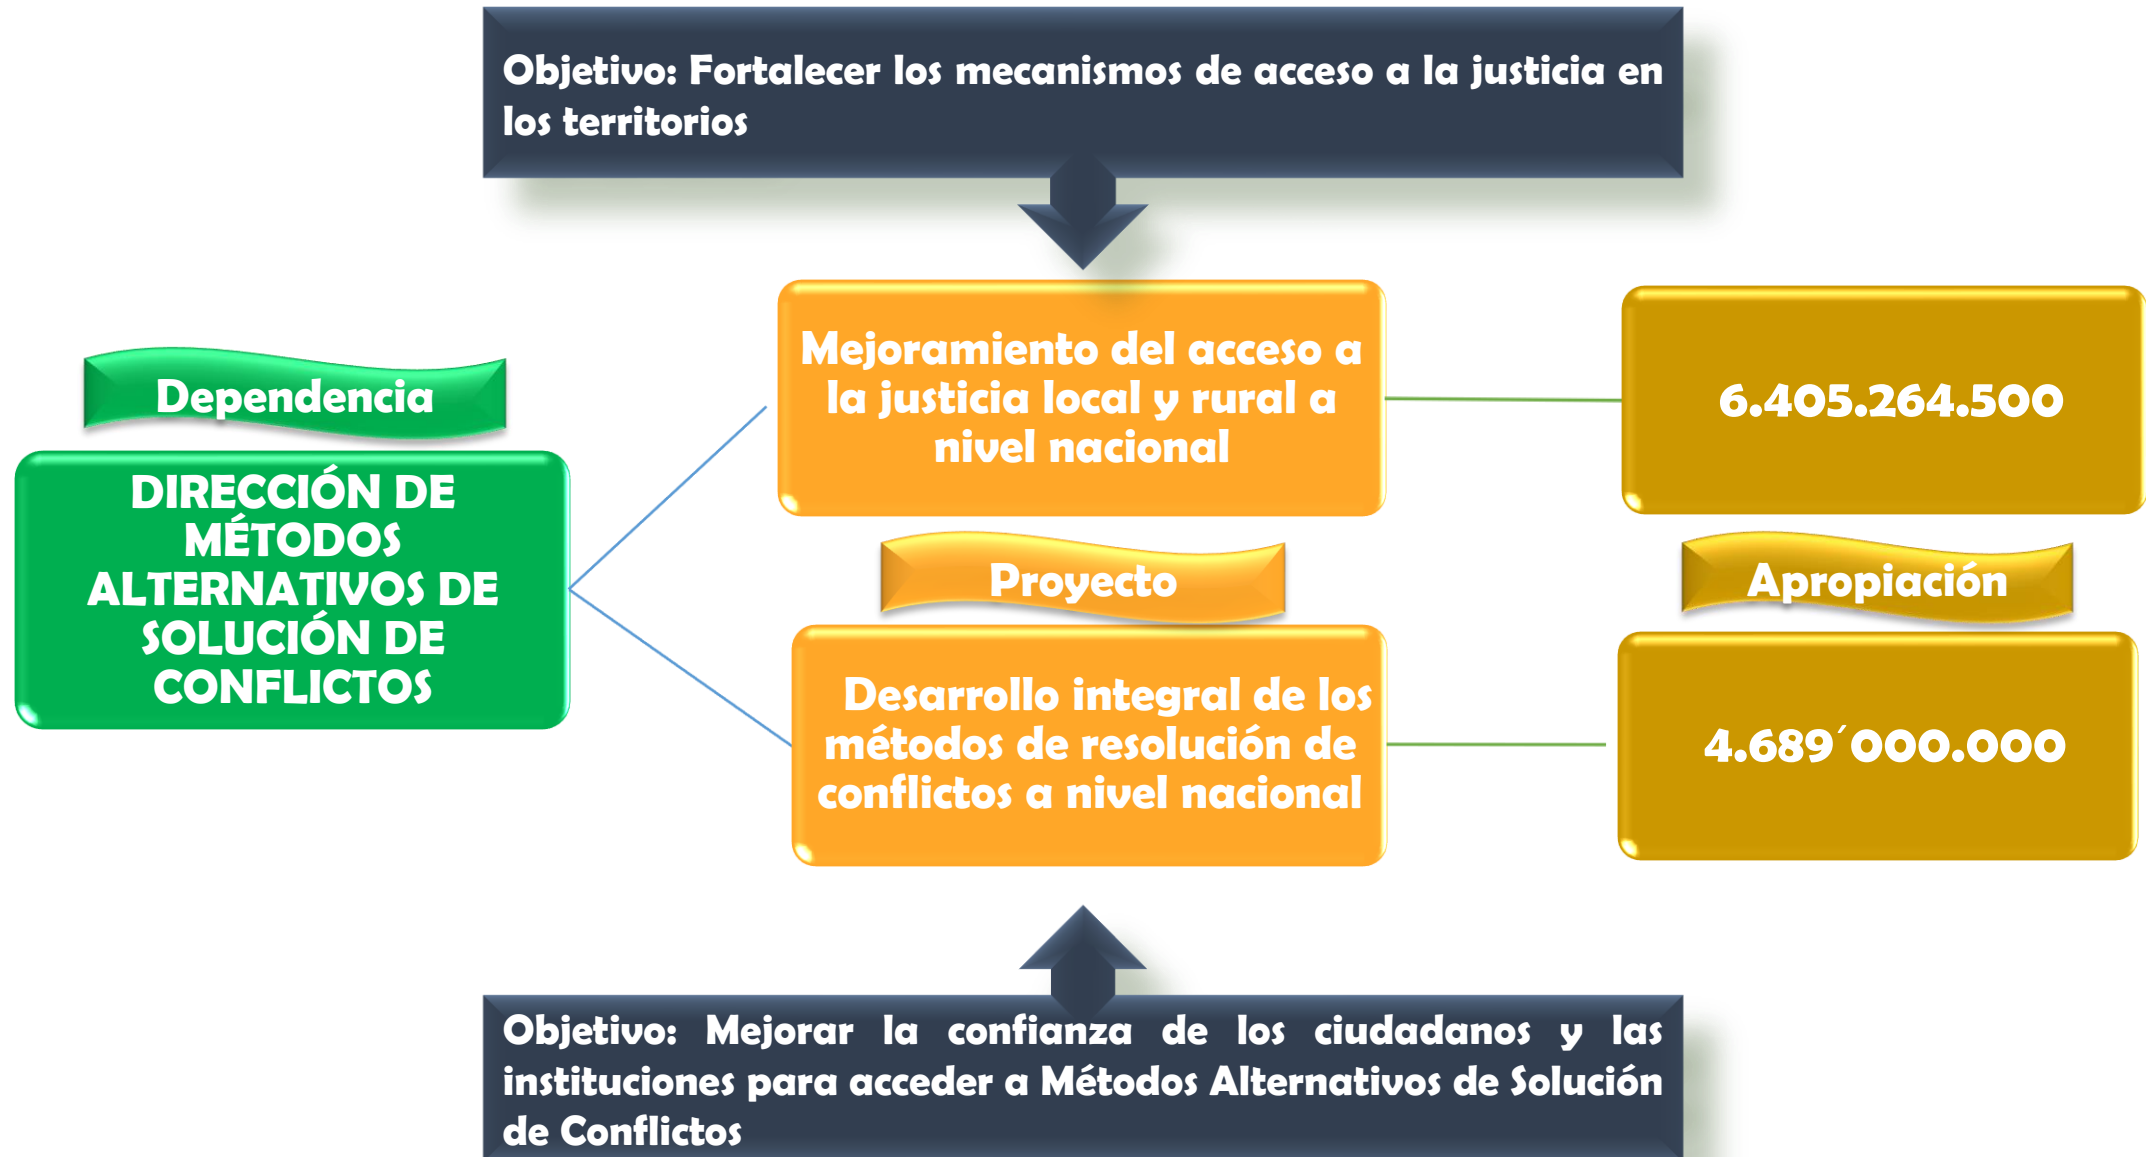 Objetivo: Fortalecer los mecanismos de acceso a la justicia en
los territorios
Dependencia
DIRECCIÓN DE
MÉTODOS
ALTERNATIVOS DE
SOLUCIÓN DE
CONFLICTOS
Mejoramiento del acceso a
la justicia local y rural a
nivel nacional
6.405.264.500
Proyecto
Apropiación
Desarrollo integral de los
métodos de resolución de
conflictos a nivel nacional
4.689´000.000
Objetivo: Mejorar la confianza de los ciudadanos y las
instituciones para acceder a Métodos Alternativos de Solución
de Conflictos